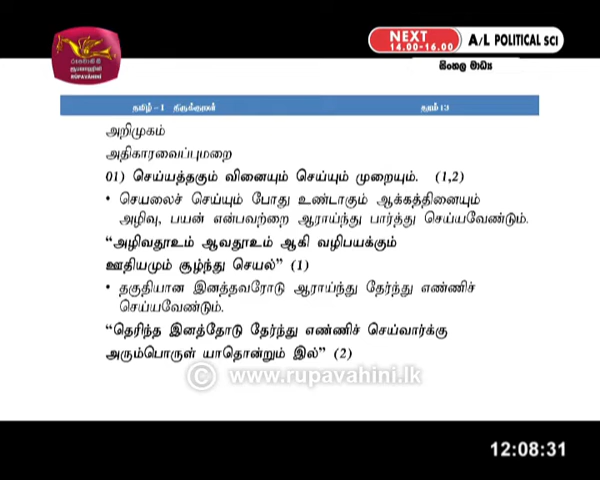 NEXT
14.00-16.00
A/L POLITICAL SCI
සිංහල මාධ්‍ය
RUPAVAHINI
தமிழ் – 1 திருக்குறள் தரம் 13
அறிமுகம்
அதிகாரவைப்புமுறை
01) செய்யத்தகும் வினையும் செய்யும் முறையும். (1,2)
• செயலைச் செய்யும் போது உண்டாகும் ஆக்கத்தினையும்
அழிவு, பயன் என்பவற்றை ஆராய்ந்து பார்த்து செய்யவேண்டும்.
“அழிவதூஉம் ஆவதூஉம் ஆகி வழிபயக்கும்
ஊதியமும் சூழ்ந்து செயல்” (1)
• தகுதியான இனத்தவரோடு ஆராய்ந்து தேர்ந்து எண்ணிச்
செய்யவேண்டும்.
“தெரிந்த இனத்தோடு தேர்ந்து எண்ணிச் செய்வார்க்கு
அரும்பொருள் யாதொன்றும் இல்” (2)
© www.rupavahini.lk
12:08:31